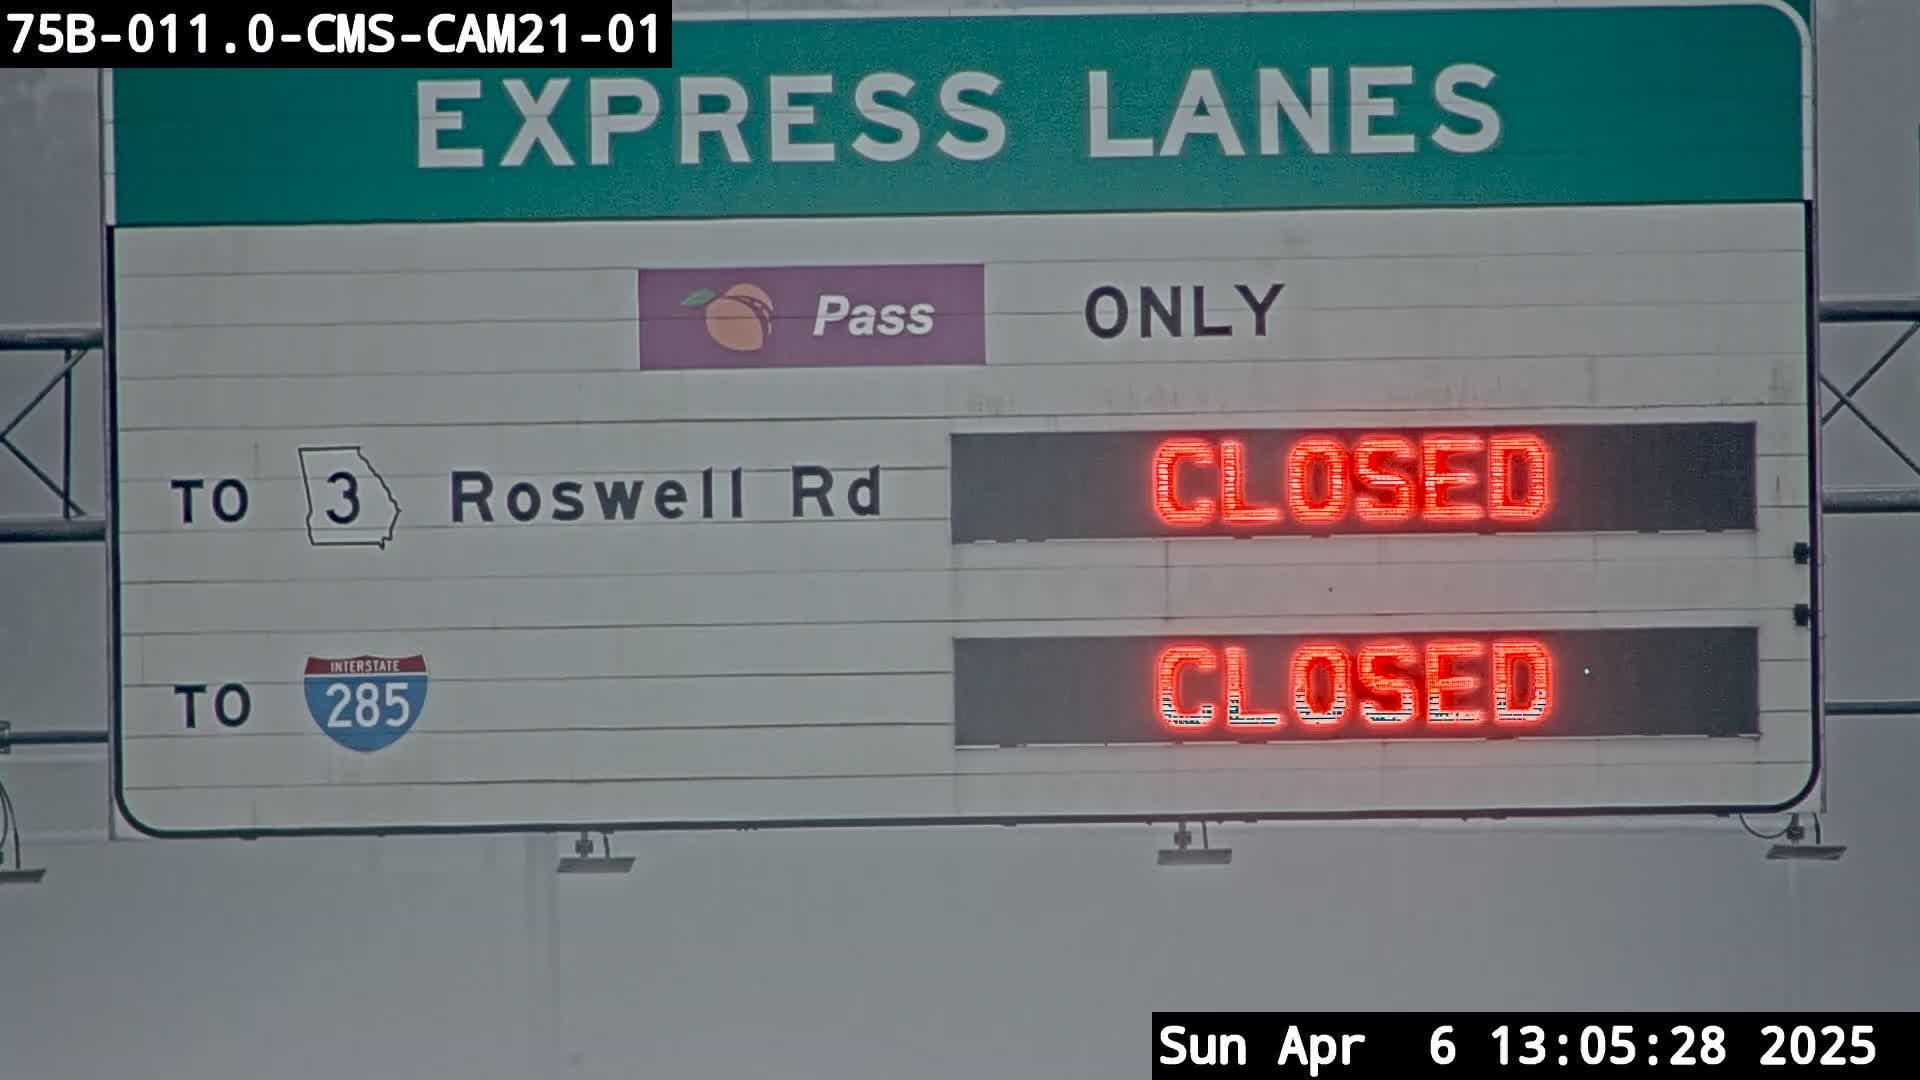 75B-011.0-CMS-CAM21-01
EXPRESS LANES
Pass ONLY
TO 3 Roswell Rd CLOSED
TO INTERSTATE 285 CLOSED
Sun Apr 6 13:05:28 2025